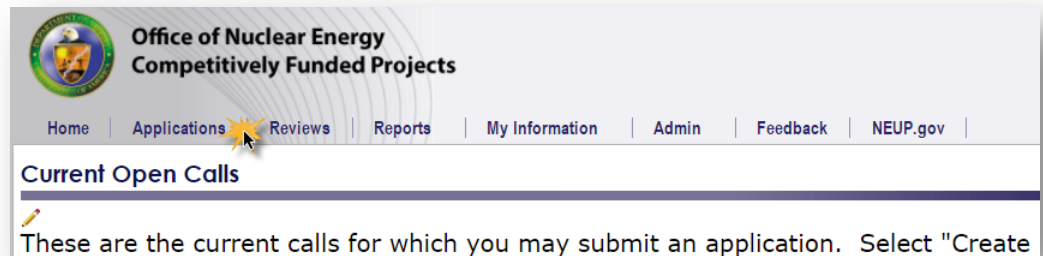 Office of Nuclear Energy
Competitively Funded Projects
Home Applications Reviews Reports My Information Admin Feedback NEUP.gov
Current Open Calls
These are the current calls for which you may submit an application. Select "Create